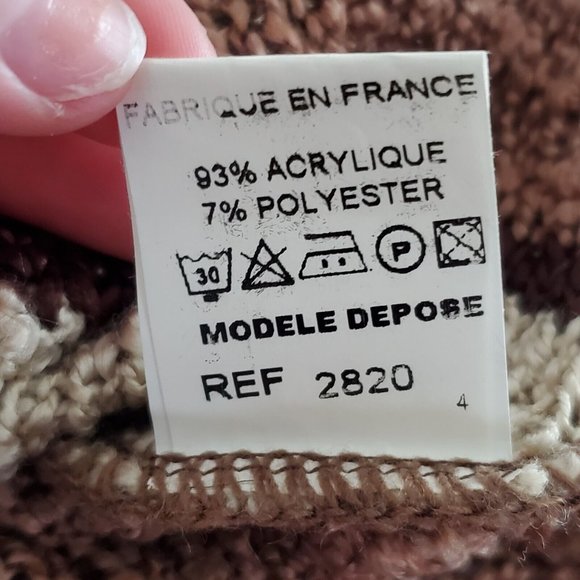 FABRIQUE EN FRANCE
93% ACRYLIQUE
7% POLYESTER
30 P
MODELE DEPOSE
REF 2820
4